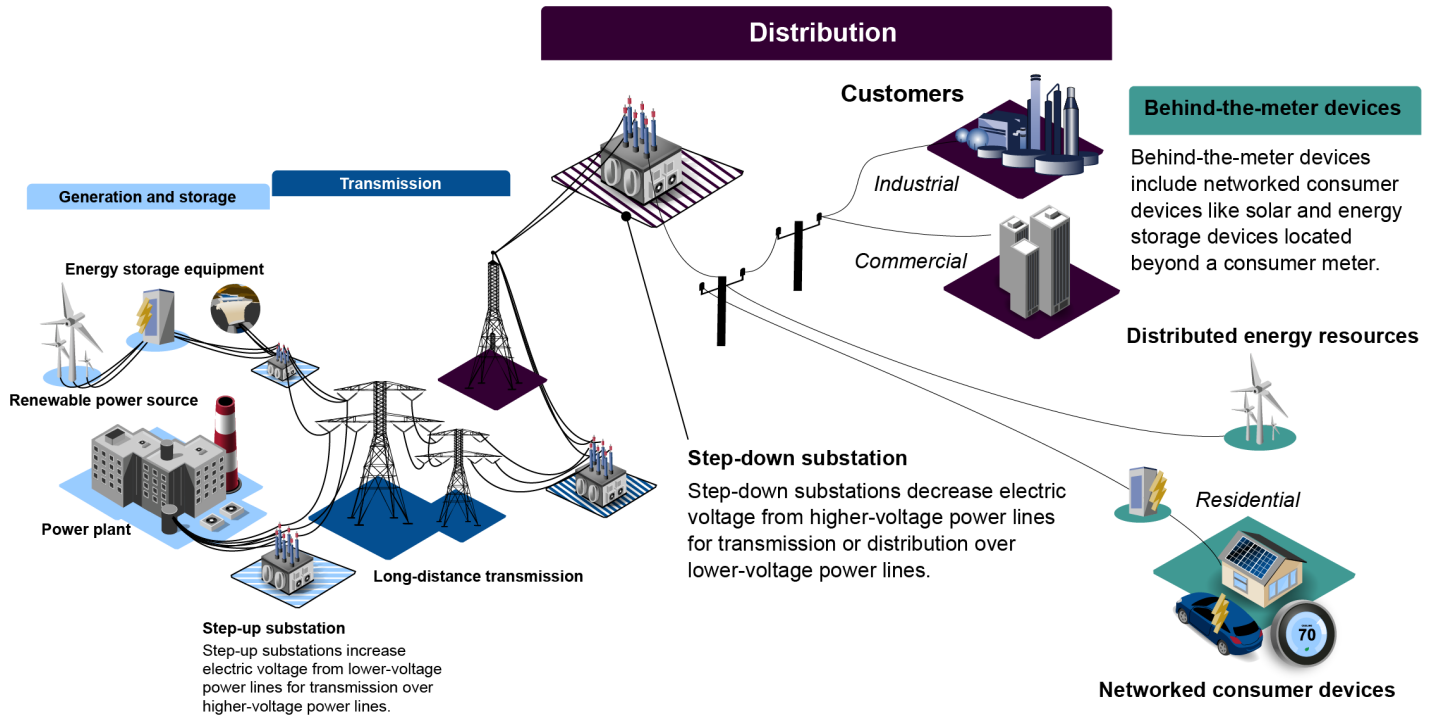 Distribution
Customers
Behind-the-meter devices
Behind-the-meter devices
include networked consumer
devices like solar and energy
storage devices located
beyond a consumer meter.
Industrial
Commercial
Transmission
Generation and storage
Energy storage equipment
Renewable power source
Power plant
Long-distance transmission
Step-up substation
Step-up substations increase
electric voltage from lower-voltage
power lines for transmission over
higher-voltage power lines.
Step-down substation
Step-down substations decrease electric
voltage from higher-voltage power lines
for transmission or distribution over
lower-voltage power lines.
Distributed energy resources
Residential
70
Networked consumer devices